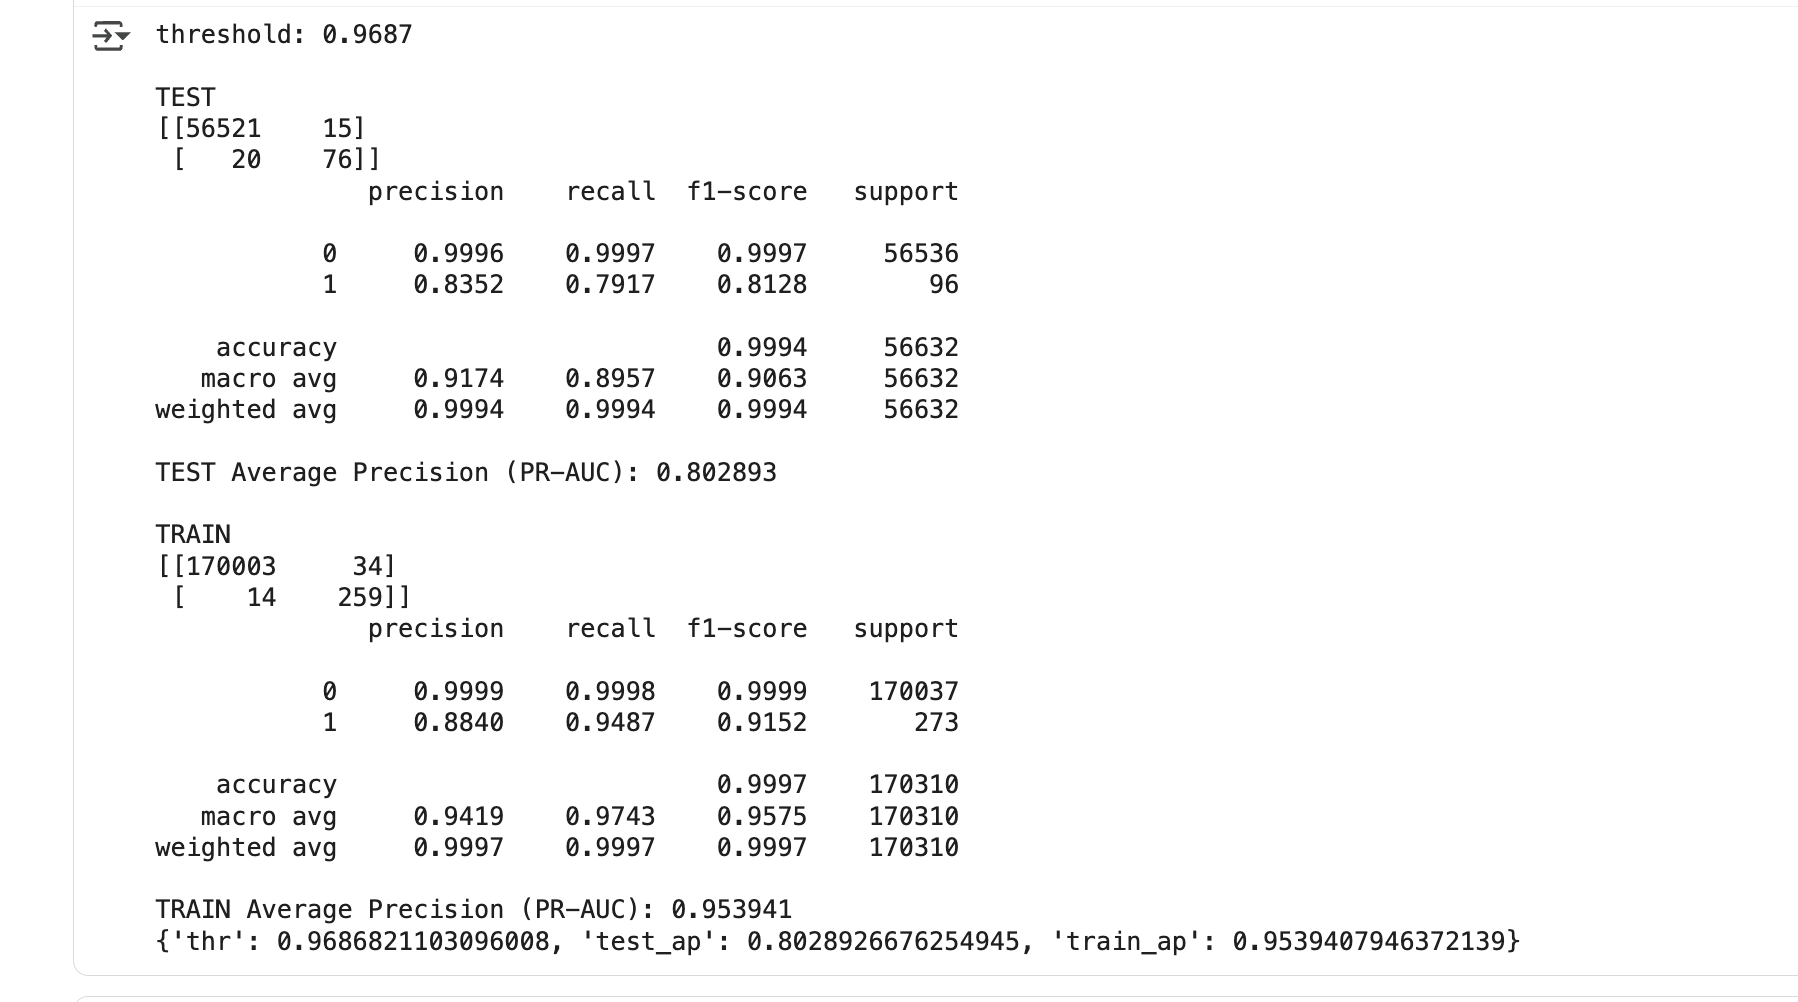 threshold: 0.9687
TEST
[[56521    15]
 [   20    76]]
              precision    recall  f1-score   support
           0     0.9996    0.9997    0.9997     56536
           1     0.8352    0.7917    0.8128        96
    accuracy                         0.9994     56632
   macro avg     0.9174    0.8957    0.9063     56632
weighted avg     0.9994    0.9994    0.9994     56632
TEST Average Precision (PR-AUC): 0.802893
TRAIN
[[170003     34]
 [    14    259]]
              precision    recall  f1-score   support
           0     0.9999    0.9998    0.9999    170037
           1     0.8840    0.9487    0.9152       273
    accuracy                         0.9997    170310
   macro avg     0.9419    0.9743    0.9575    170310
weighted avg     0.9997    0.9997    0.9997    170310
TRAIN Average Precision (PR-AUC): 0.953941
{'thr': 0.9686821103096008, 'test_ap': 0.8028926676254945, 'train_ap': 0.9539407946372139}